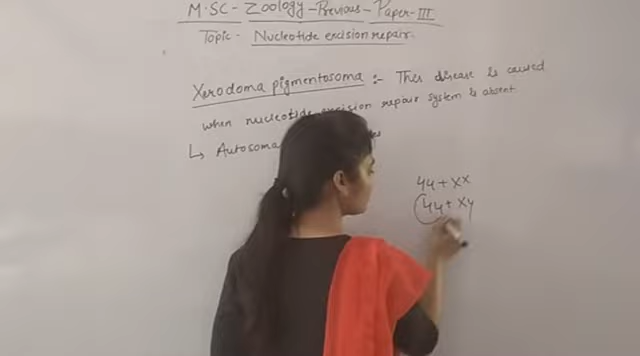 M.SC - Zoology - Previous - Paper - III
Topic - Nucleotide excision repair.
Xerodoma pigmentosoma :- This disease is caused
when nucleotide excision repair system is absent
↳ Autosoma
44 + XX
44 + XY